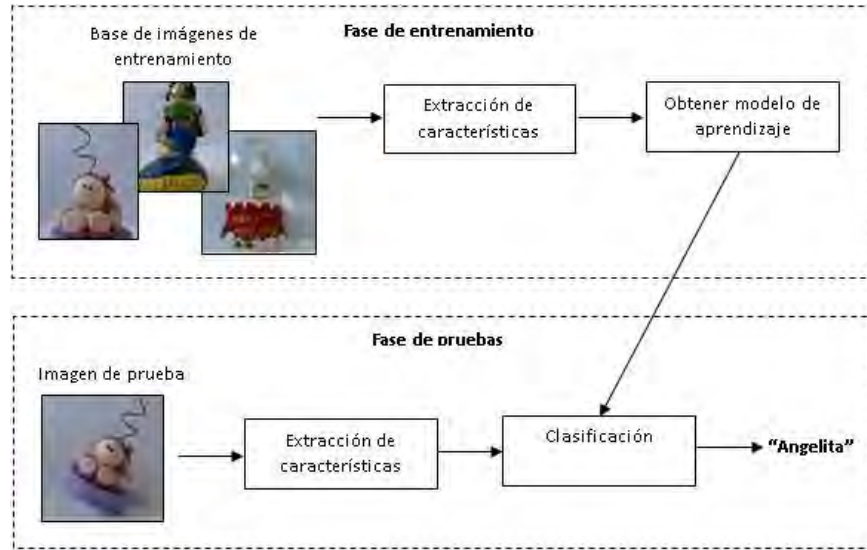 Fase de entrenamiento
Base de imágenes de
entrenamiento
Extracción de
características
Obtener modelo de
aprendizaje
Fase de pruebas
Imagen de prueba
Extracción de
características
Clasificación
“Angelita”